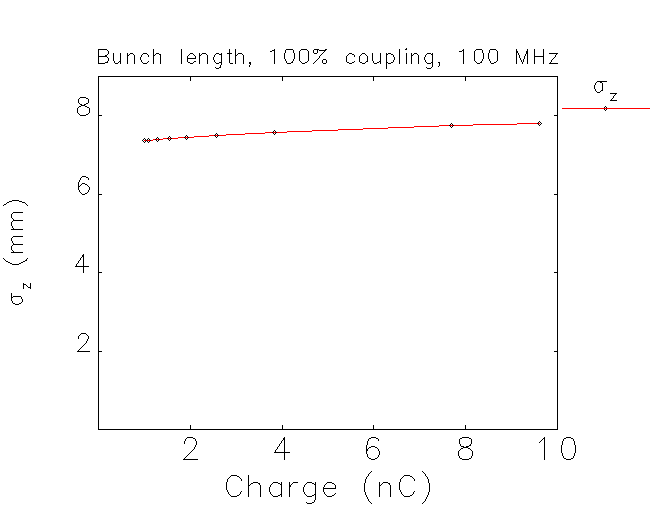 Bunch length, 100% coupling, 100 MHz
σz
8
6
4
2
σz (mm)
2 4 6 8 10
Charge (nC)